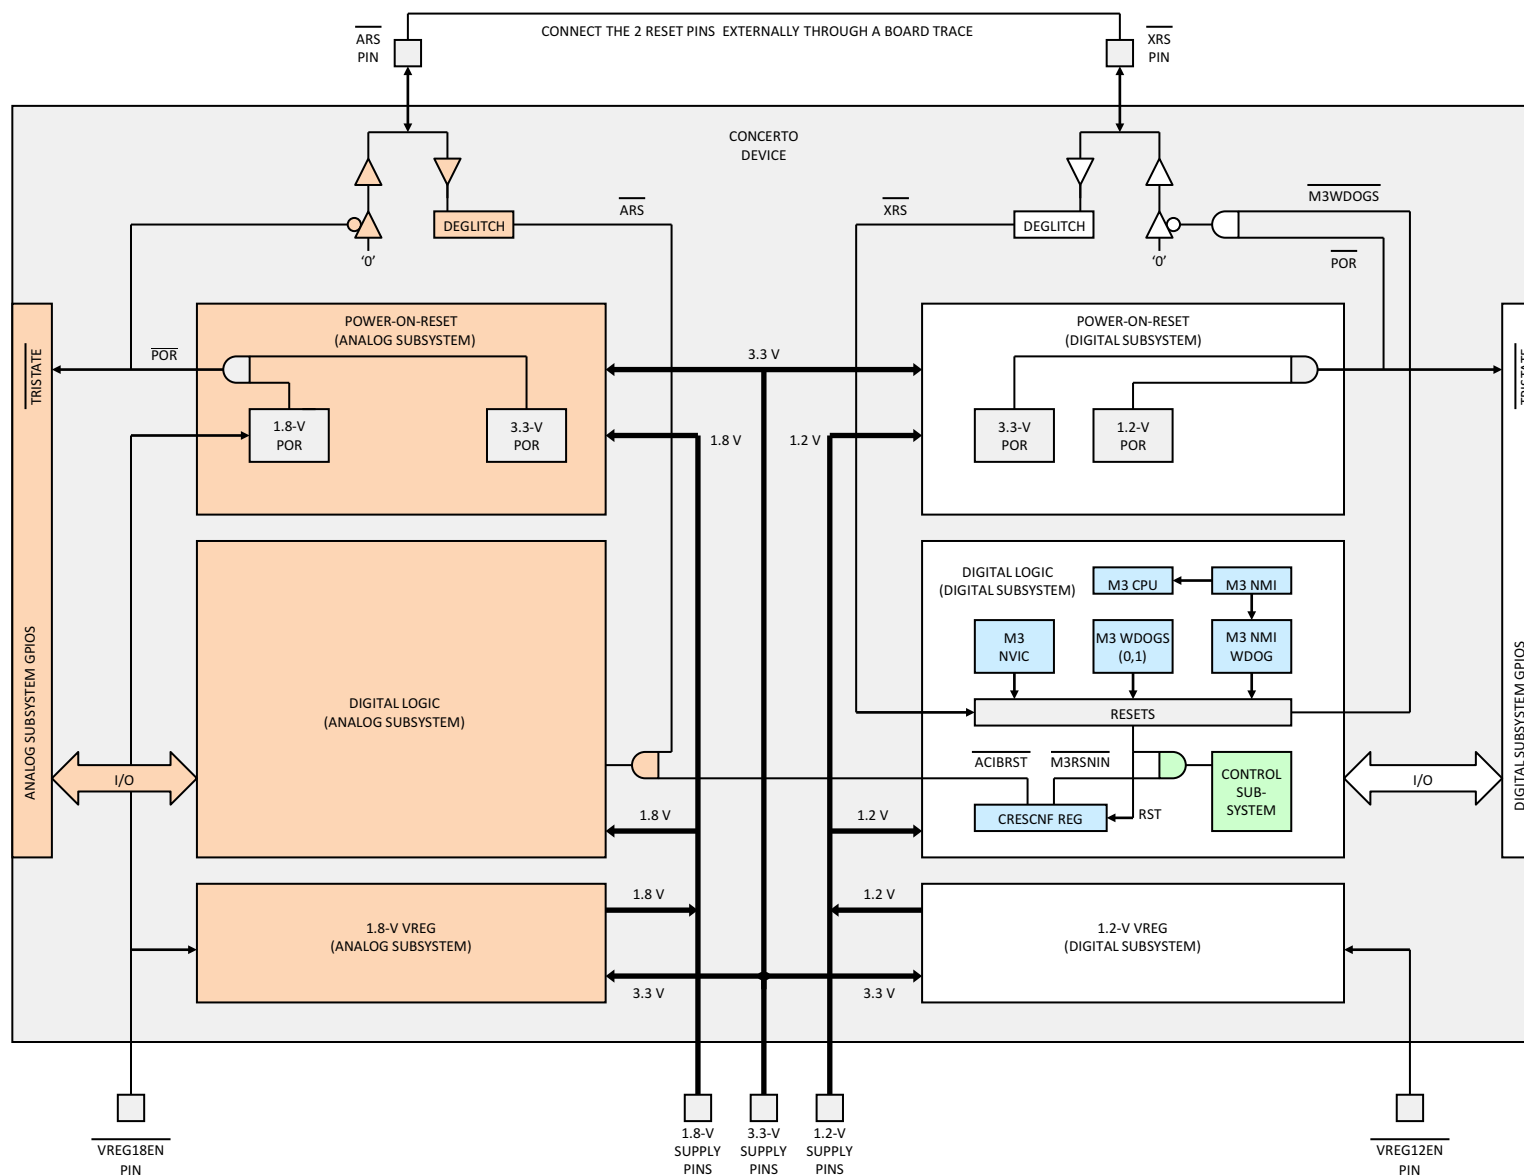 CONNECT THE 2 RESET PINS EXTERNALLY THROUGH A BOARD TRACE
ARS
PIN
XRS
PIN
CONCERTO
DEVICE
ARS
XRS
M3WDOGS
DEGLITCH
DEGLITCH
'0'
'0'
POR
POWER-ON-RESET
(ANALOG SUBSYSTEM)
POWER-ON-RESET
(DIGITAL SUBSYSTEM)
POR
3.3 V
TRISTATE
TRISTATE
1.8-V
POR
3.3-V
POR
1.8 V
1.2 V
3.3-V
POR
1.2-V
POR
ANALOG SUBSYSTEM GPIOS
DIGITAL SUBSYSTEM GPIOS
DIGITAL LOGIC
(DIGITAL SUBSYSTEM)
M3 CPU
M3 NMI
M3
NVIC
M3 WDOGS
(0,1)
M3 NMI
WDOG
DIGITAL LOGIC
(ANALOG SUBSYSTEM)
RESETS
ACIBRST
M3RSNIN
CONTROL
SUB-
SYSTEM
I/O
I/O
1.8 V
1.2 V
CRESCNF REG
RST
1.8 V
1.2 V
1.8-V VREG
(ANALOG SUBSYSTEM)
1.2-V VREG
(DIGITAL SUBSYSTEM)
3.3 V
3.3 V
VREG18EN
PIN
1.8-V
SUPPLY
PINS
3.3-V
SUPPLY
PINS
1.2-V
SUPPLY
PINS
VREG12EN
PIN